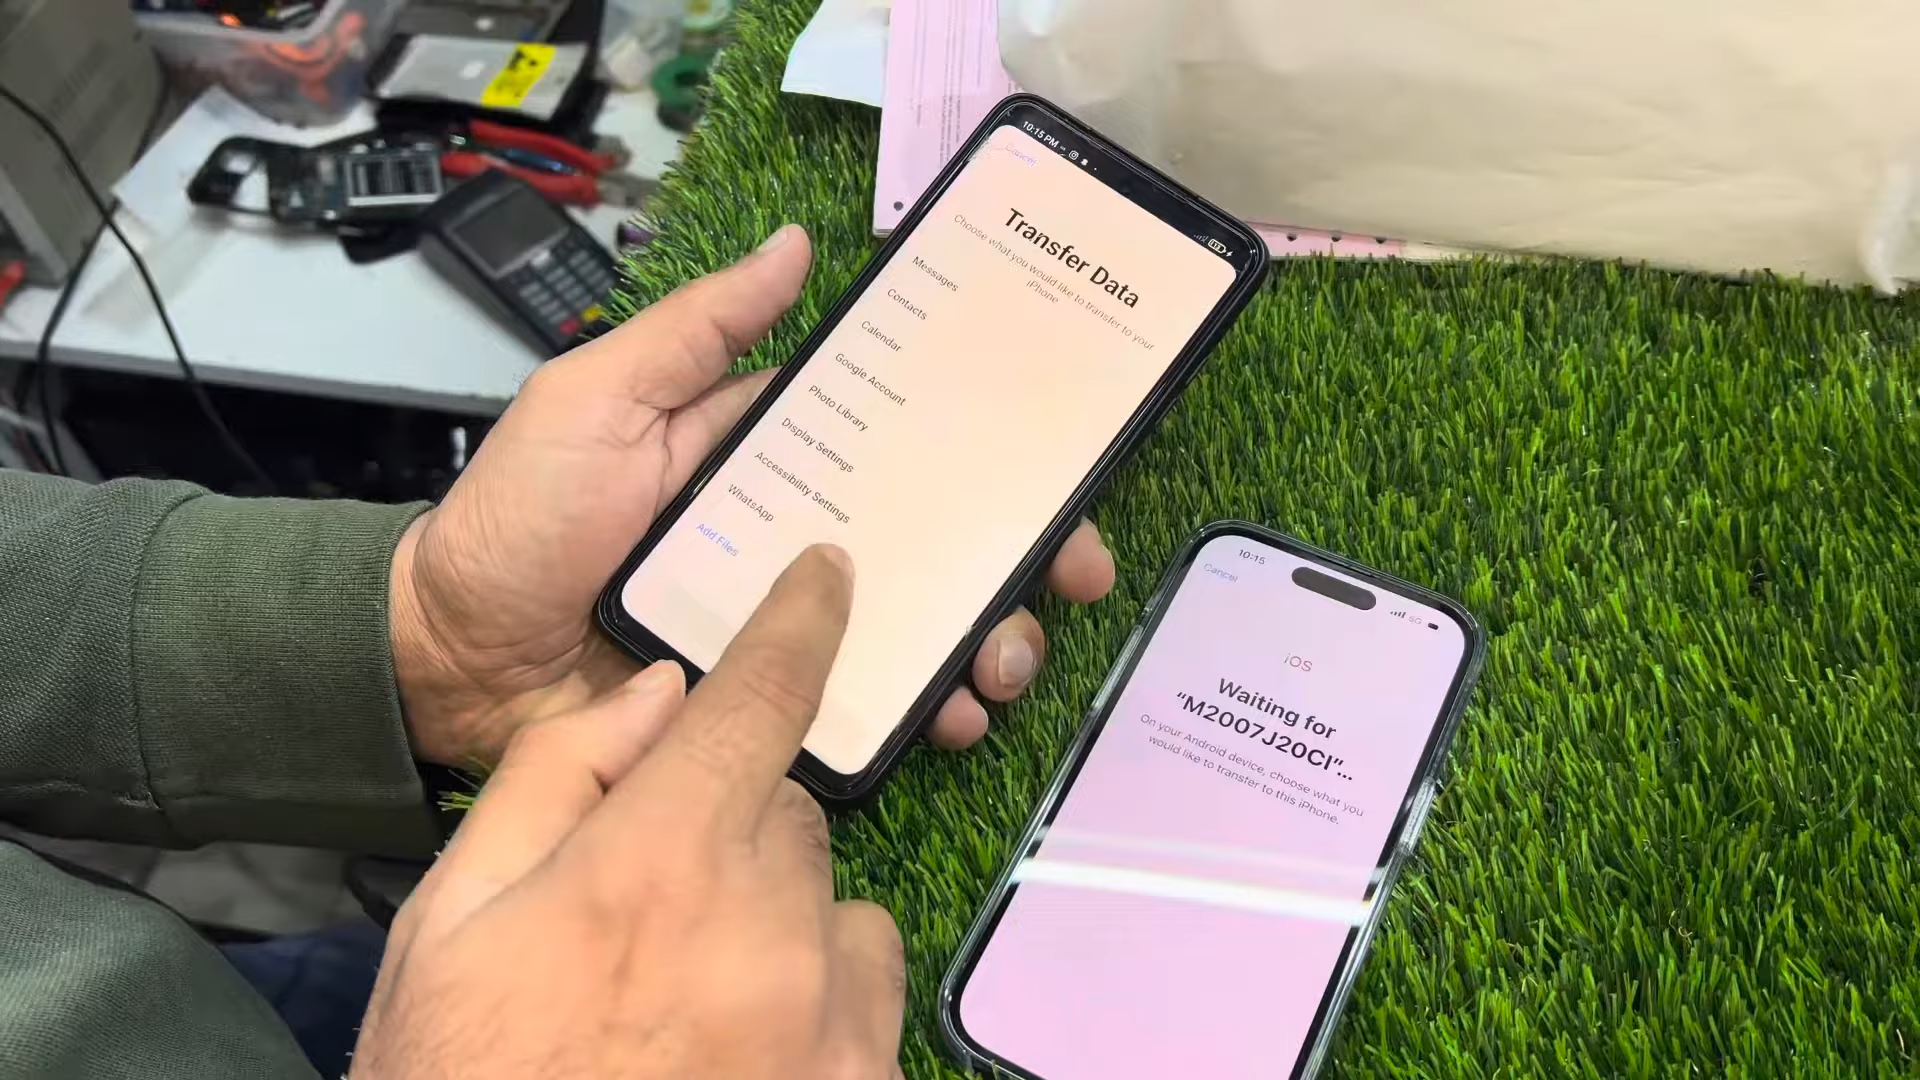 10:15 PM
Cancel
Transfer Data
Choose what you would like to transfer to your
iPhone
Messages
Contacts
Calendar
Google Account
Photo Library
Display Settings
Accessibility Settings
WhatsApp
Add Files
10:15
5G
Cancel
iOS
Waiting for
“M2007J20CI”...
On your Android device, choose what you
would like to transfer to this iPhone.